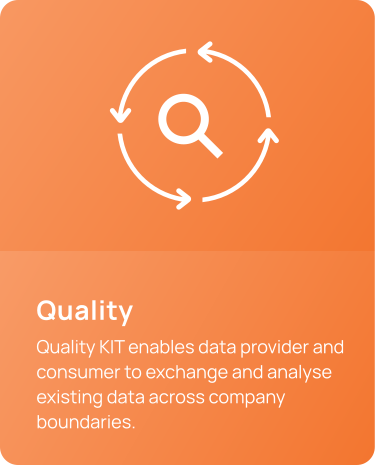 Quality
Quality KIT enables data provider and
consumer to exchange and analyse
existing data across company
boundaries.